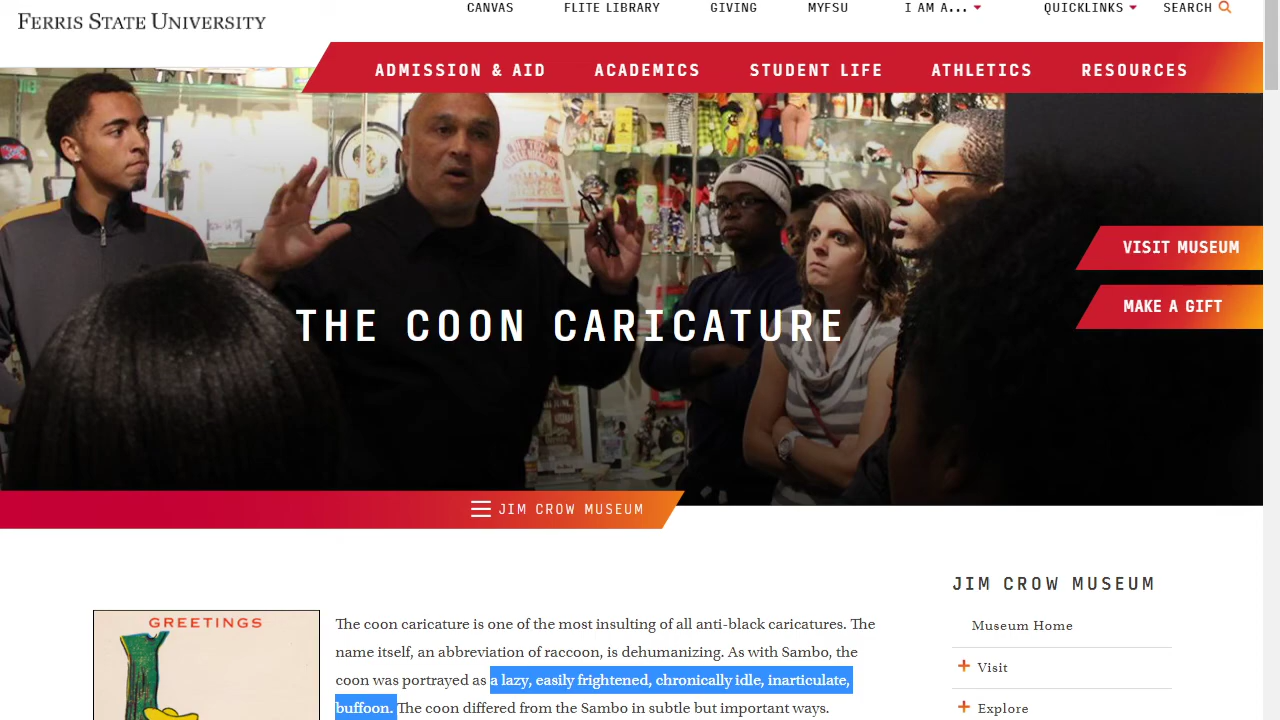 FERRIS STATE UNIVERSITY
CANVAS FLITE LIBRARY GIVING MYFSU I AM A... QUICKLINKS SEARCH
ADMISSION & AID ACADEMICS STUDENT LIFE ATHLETICS RESOURCES
VISIT MUSEUM
MAKE A GIFT
THE COON CARICATURE
JIM CROW MUSEUM
GREETINGS
The coon caricature is one of the most insulting of all anti-black caricatures. The
name itself, an abbreviation of raccoon, is dehumanizing. As with Sambo, the
coon was portrayed as a lazy, easily frightened, chronically idle, inarticulate,
buffoon. The coon differed from the Sambo in subtle but important ways.
JIM CROW MUSEUM
Museum Home
Visit
Explore